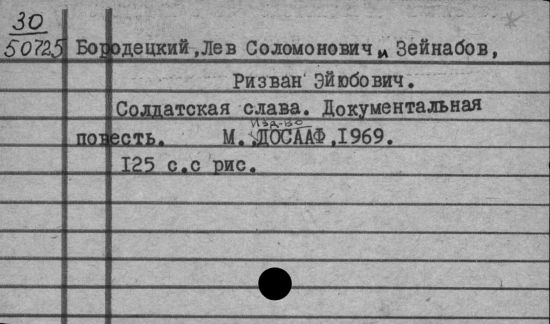 30
50725 Бородецкий, Лев Соломонович и Зейнабов,
Ризван Эйюбович.
Солдатская слава. Документальная
Изд-во
повесть. М., ДОСААФ, 1969.
125 с.с рис.